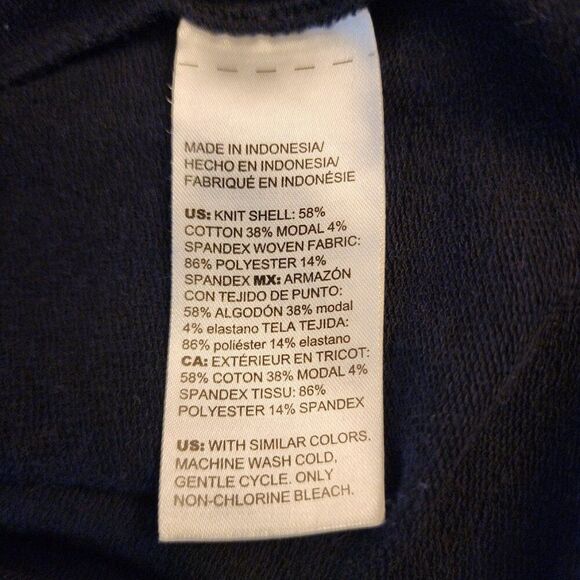 MADE IN INDONESIA/
HECHO EN INDONESIA/
FABRIQUÉ EN INDONÉSIE
US: KNIT SHELL: 58%
COTTON 38% MODAL 4%
SPANDEX WOVEN FABRIC:
86% POLYESTER 14%
SPANDEX MX: ARMAZÓN
CON TEJIDO DE PUNTO:
58% ALGODÓN 38% modal
4% elastano TELA TEJIDA:
86% poliéster 14% elastano
CA: EXTÉRIEUR EN TRICOT:
58% COTON 38% MODAL 4%
SPANDEX TISSU: 86%
POLYESTER 14% SPANDEX
US: WITH SIMILAR COLORS.
MACHINE WASH COLD,
GENTLE CYCLE. ONLY
NON-CHLORINE BLEACH.